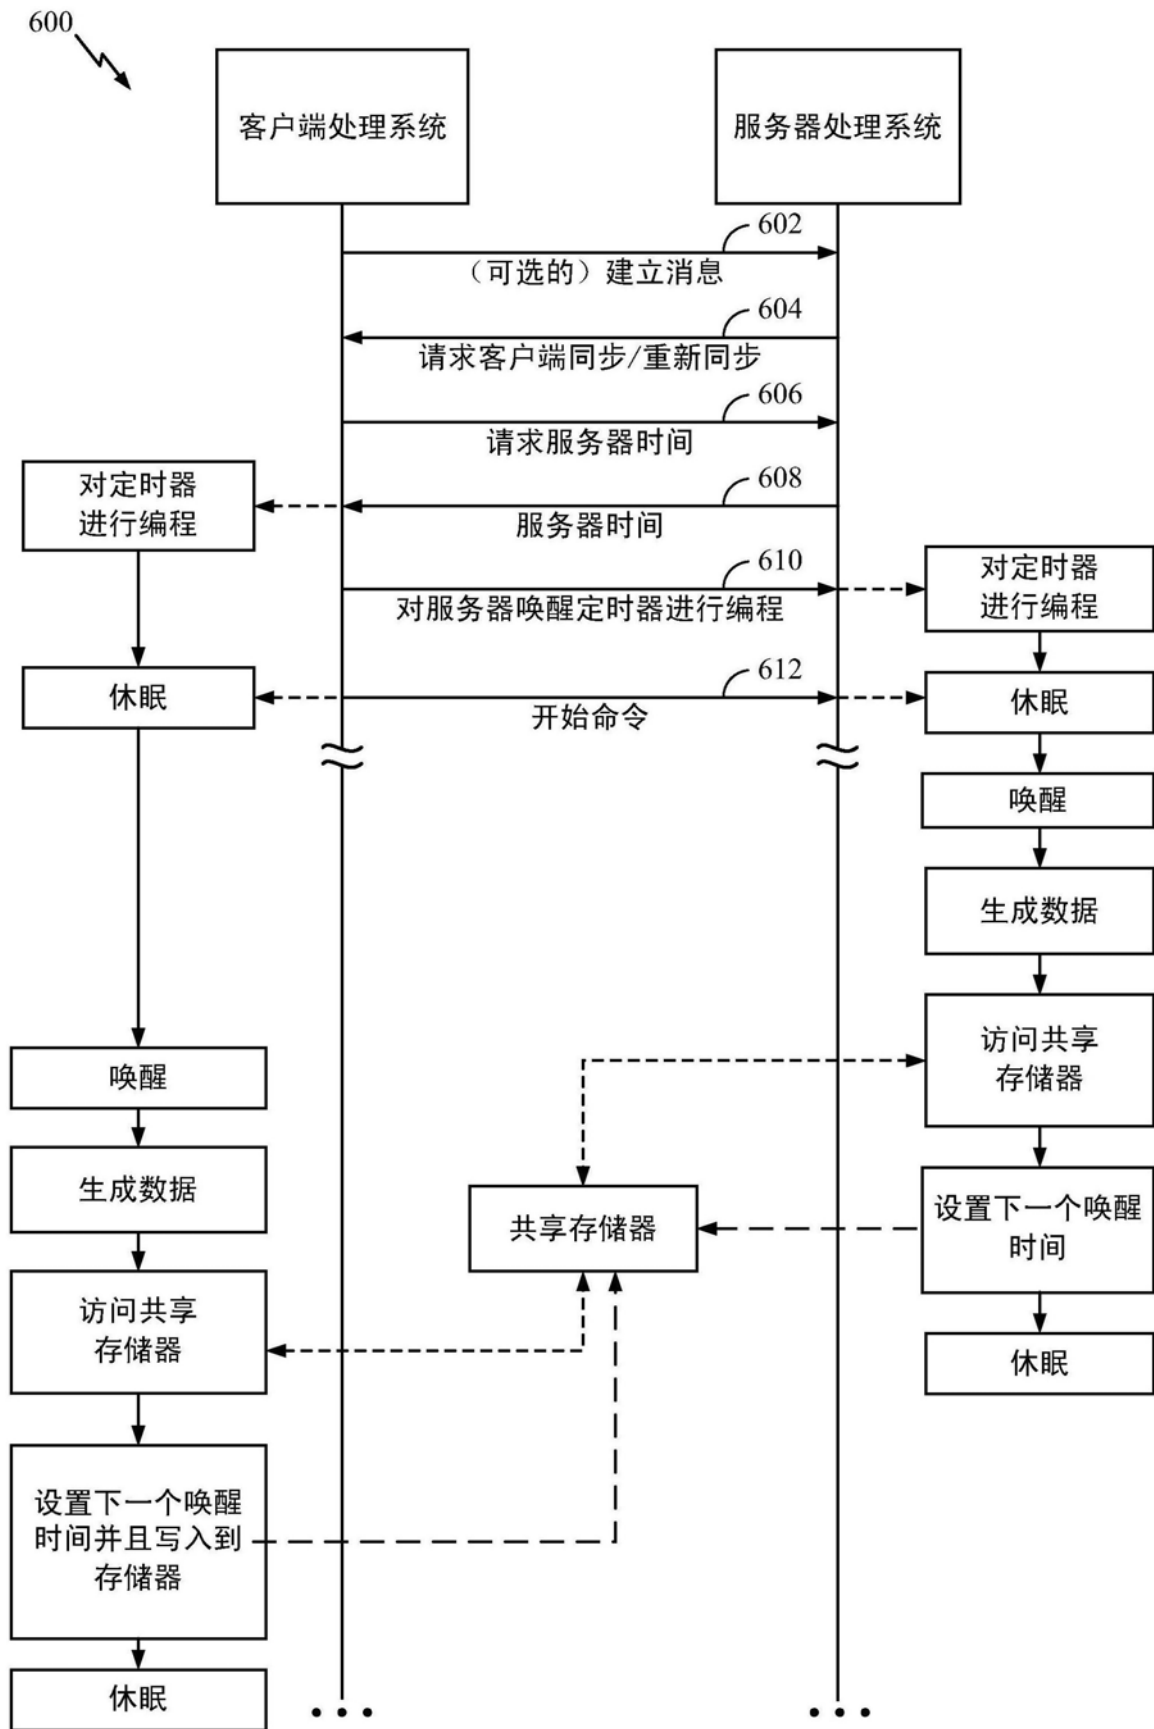 600
客户端处理系统
服务器处理系统
602
（可选的）建立消息
604
请求客户端同步/重新同步
606
请求服务器时间
对定时器
进行编程
608
服务器时间
610
对服务器唤醒定时器进行编程
对定时器
进行编程
休眠
612
开始命令
休眠
唤醒
生成数据
访问共享
存储器
唤醒
生成数据
共享存储器
设置下一个唤醒
时间
访问共享
存储器
休眠
设置下一个唤醒
时间并且写入到
存储器
休眠